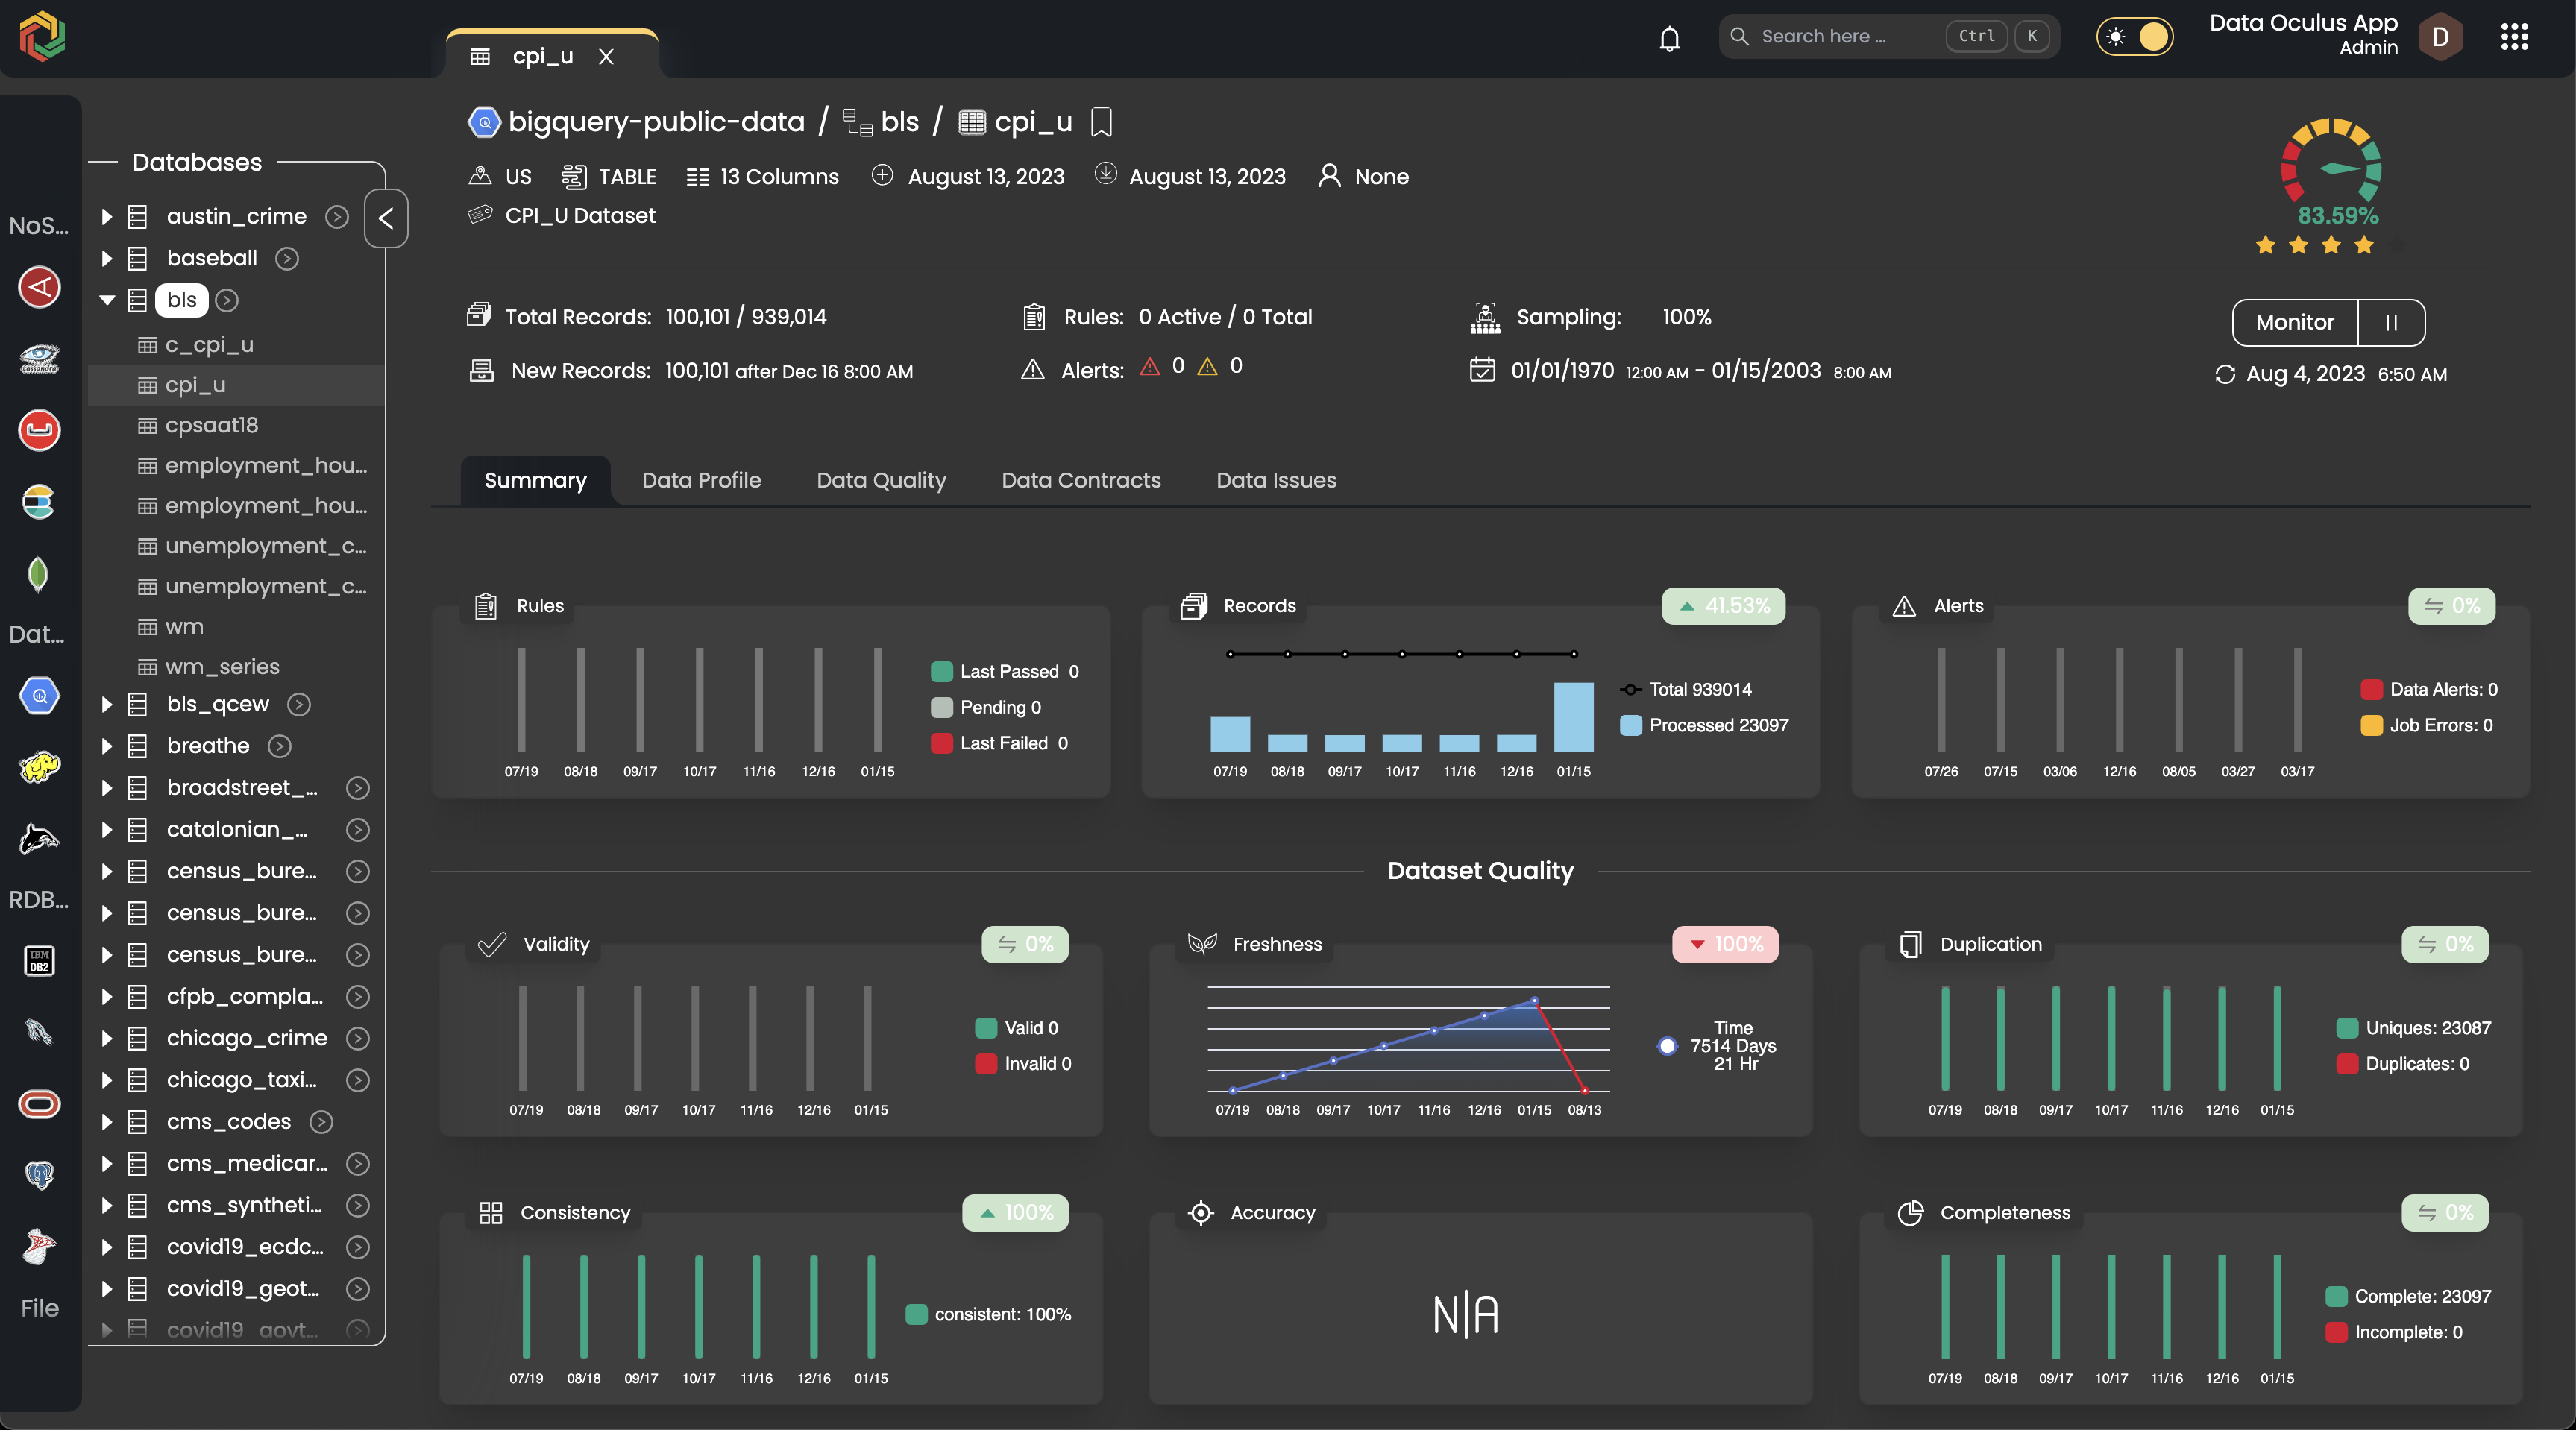 cpi_u X
Search here ... Ctrl K
Data Oculus App
Admin
D
NoS...
Dat...
RDB...
IBM
DB2
File
Databases
austin_crime
baseball
bls
c_cpi_u
cpi_u
cpsaat18
employment_hou...
employment_hou...
unemployment_c...
unemployment_c...
wm
wm_series
bls_qcew
breathe
broadstreet_...
catalonian_...
census_bure...
census_bure...
census_bure...
cfpb_compla...
chicago_crime
chicago_taxi...
cms_codes
cms_medicar...
cms_syntheti...
covid19_ecdc...
covid19_geot...
covid19_govt...
bigquery-public-data / bls / cpi_u
US TABLE 13 Columns August 13, 2023 August 13, 2023 None
CPI_U Dataset
83.59%
Total Records: 100,101 / 939,014
Rules: 0 Active / 0 Total
Sampling: 100%
Monitor
New Records: 100,101 after Dec 16 8:00 AM
Alerts: 0 0
01/01/1970 12:00 AM - 01/15/2003 8:00 AM
Aug 4, 2023 6:50 AM
Summary Data Profile Data Quality Data Contracts Data Issues
Rules
Last Passed 0
Pending 0
Last Failed 0
07/19 08/18 09/17 10/17 11/16 12/16 01/15
Records
41.53%
Total 939014
Processed 23097
07/19 08/18 09/17 10/17 11/16 12/16 01/15
Alerts
0%
Data Alerts: 0
Job Errors: 0
07/26 07/15 03/06 12/16 08/05 03/27 03/17
Dataset Quality
Validity
0%
Valid 0
Invalid 0
07/19 08/18 09/17 10/17 11/16 12/16 01/15
Freshness
100%
Time
7514 Days
21 Hr
07/19 08/18 09/17 10/17 11/16 12/16 01/15 08/13
Duplication
0%
Uniques: 23087
Duplicates: 0
07/19 08/18 09/17 10/17 11/16 12/16 01/15
Consistency
100%
consistent: 100%
07/19 08/18 09/17 10/17 11/16 12/16 01/15
Accuracy
N|A
Completeness
0%
Complete: 23097
Incomplete: 0
07/19 08/18 09/17 10/17 11/16 12/16 01/15